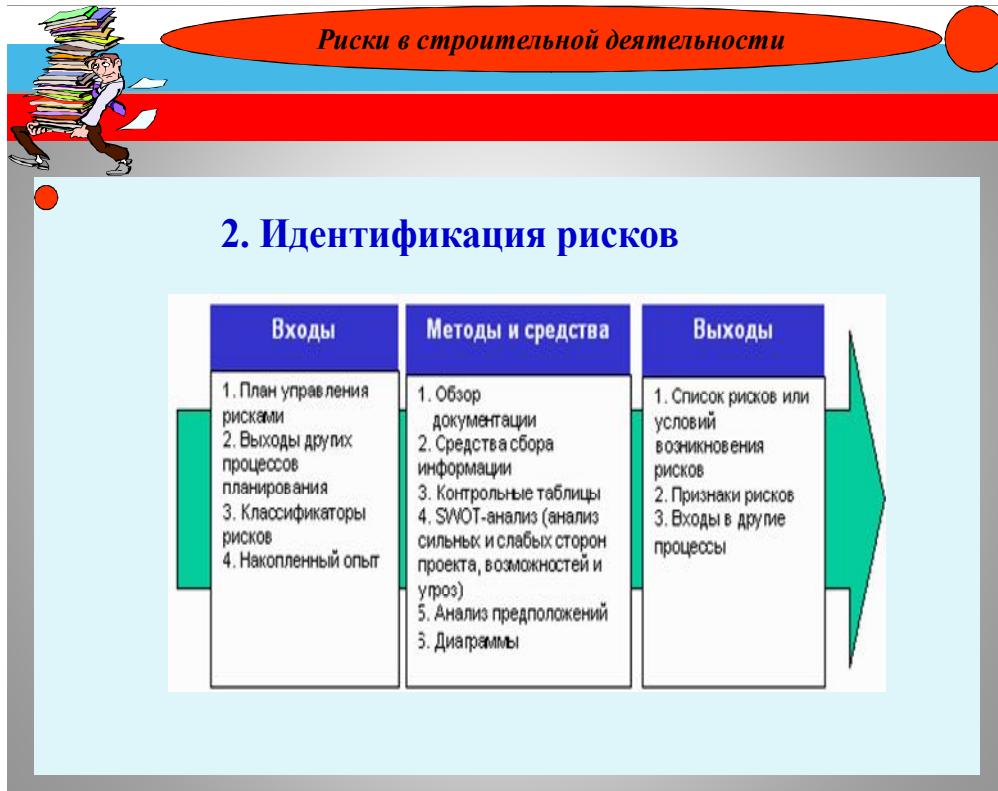 Риски в строительной деятельности
2. Идентификация рисков
Входы
1. План управления
рисками
2. Выходы других
процессов
планирования
3. Классификаторы
рисков
4. Накопленный опыт
Методы и средства
1. Обзор
документации
2. Средства сбора
информации
3. Контрольные таблицы
4. SWOT-анализ (анализ
сильных и слабых сторон
проекта, возможностей и
угроз)
5. Анализ предположений
6. Диаграммы
Выходы
1. Список рисков или
условий
возникновения
рисков
2. Признаки рисков
3. Входы в другие
процессы